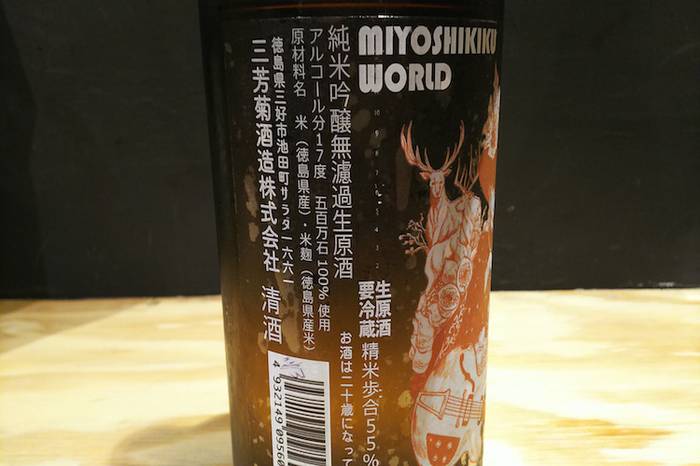 MIYOSHIKIKU
WORLD
純米吟醸無濾過生原酒
アルコール分17度 五百万石100%使用
原材料名 米(徳島県産)・米麹(徳島県産米)
徳島県三好市池田町サラダ一六六一
三芳菊酒造株式会社 清酒
生原酒
要冷蔵
精米歩合55%
お酒は二十歳になって
4 932149 09560